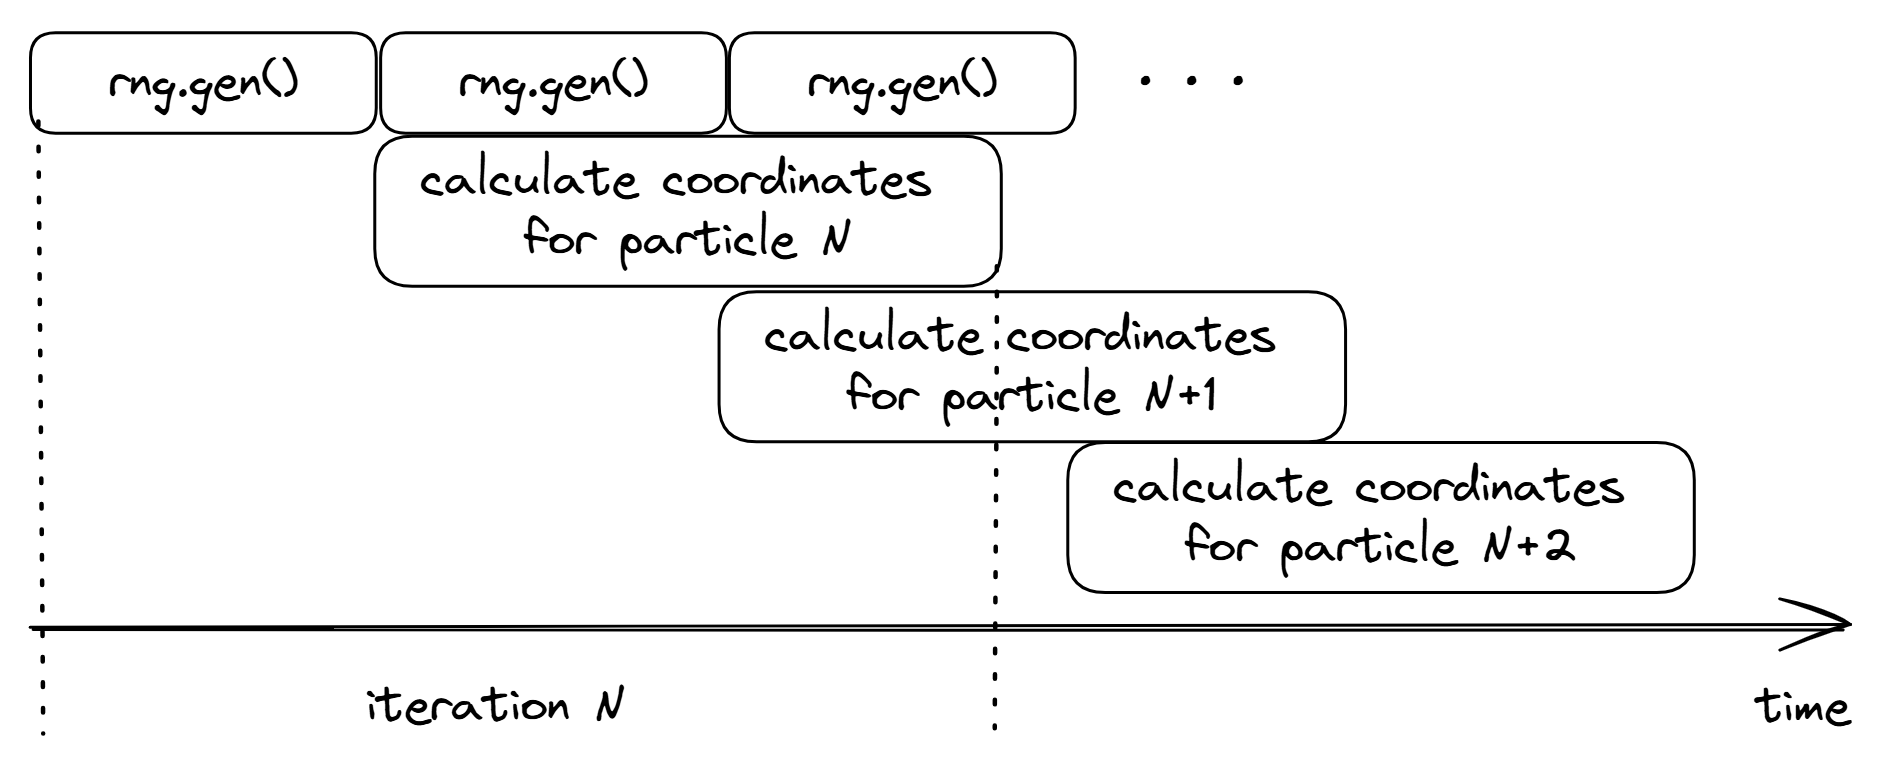 rng.gen() rng.gen() rng.gen() . . .
calculate coordinates
for particle N
calculate coordinates
for particle N+1
calculate coordinates
for particle N+2
iteration N
time